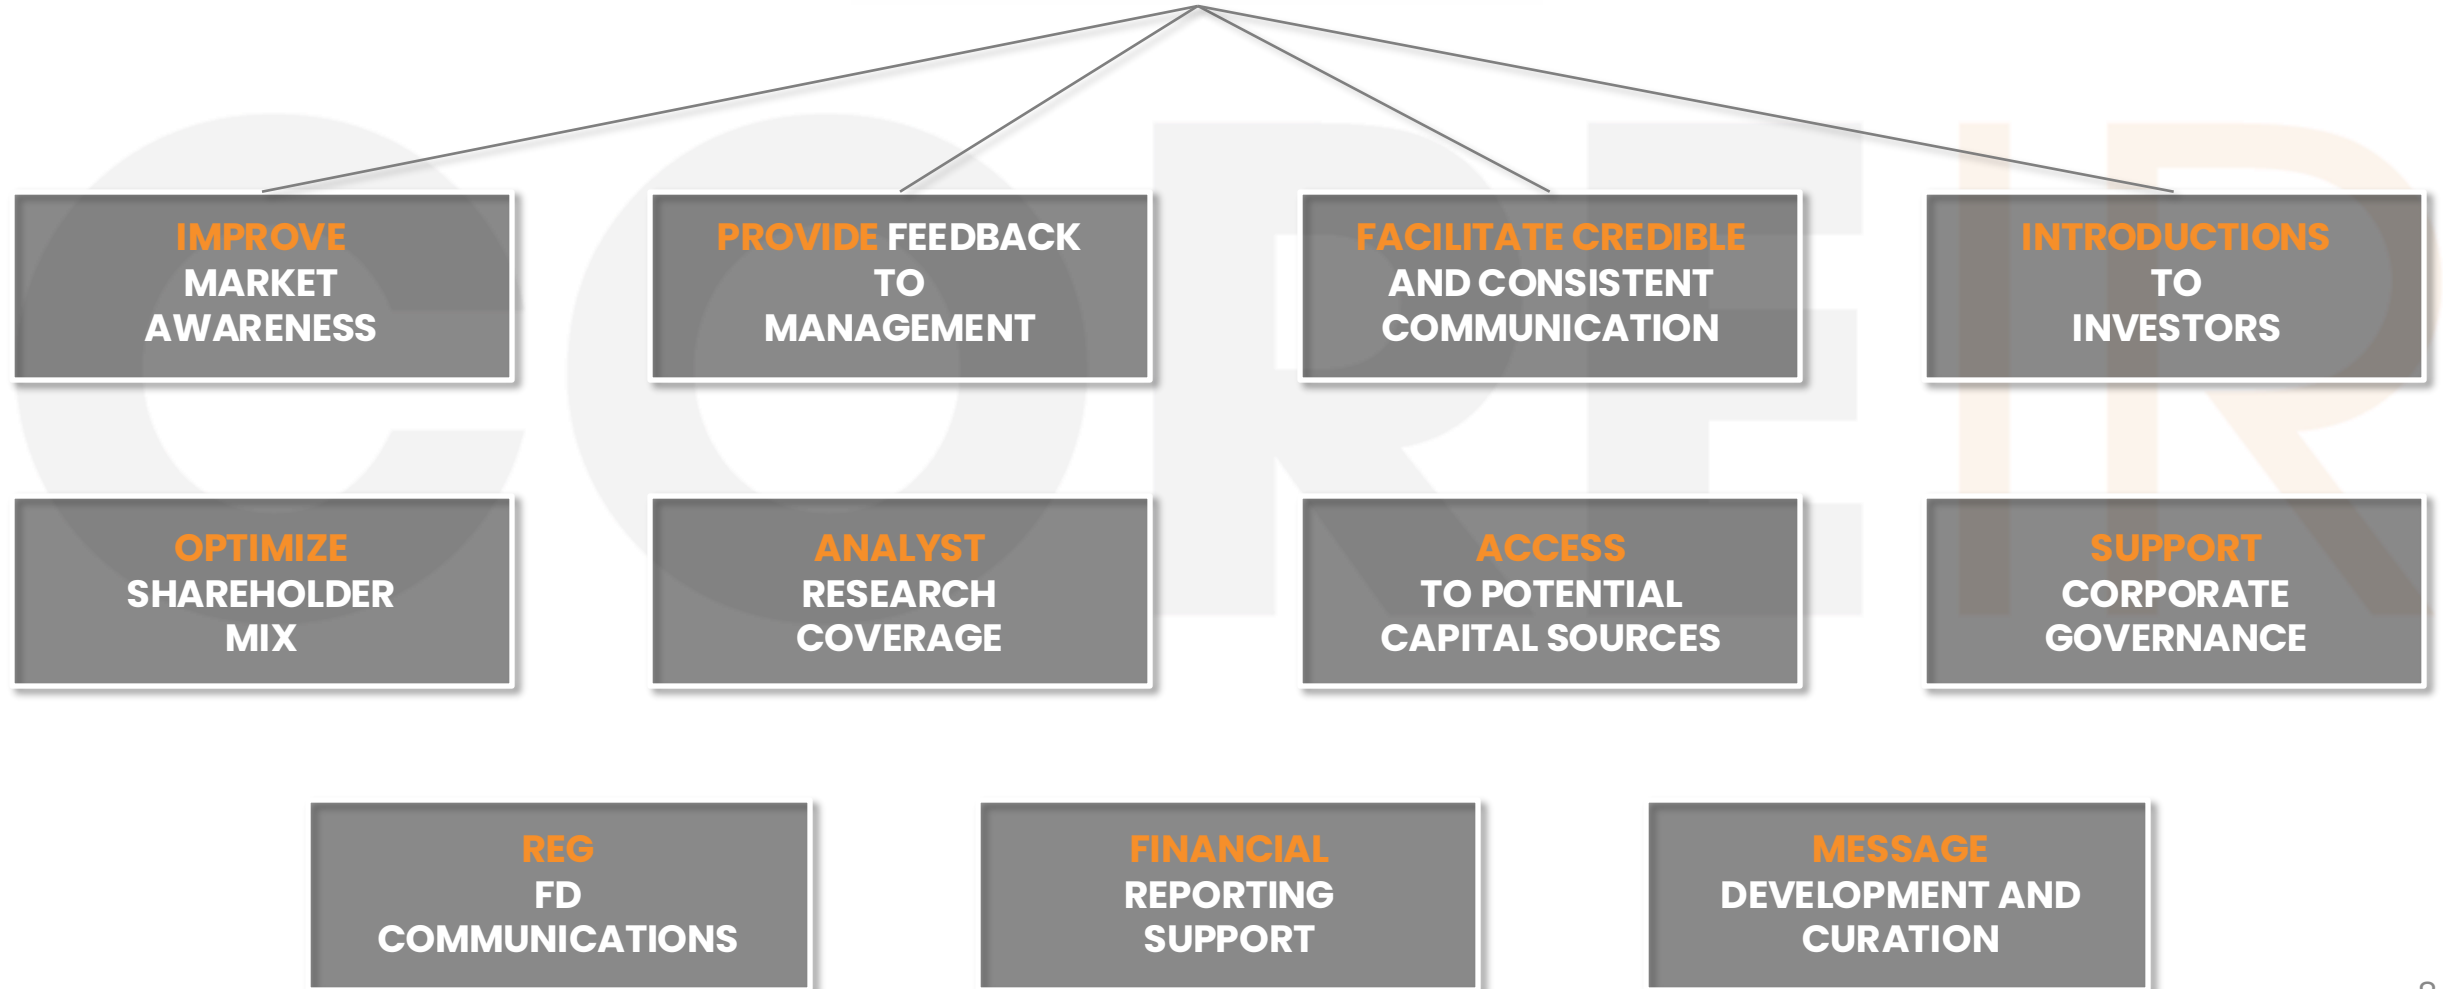 COREIR
IMPROVE
MARKET
AWARENESS
PROVIDE FEEDBACK
TO
MANAGEMENT
FACILITATE CREDIBLE
AND CONSISTENT
COMMUNICATION
INTRODUCTIONS
TO
INVESTORS
OPTIMIZE
SHAREHOLDER
MIX
ANALYST
RESEARCH
COVERAGE
ACCESS
TO POTENTIAL
CAPITAL SOURCES
SUPPORT
CORPORATE
GOVERNANCE
REG
FD
COMMUNICATIONS
FINANCIAL
REPORTING
SUPPORT
MESSAGE
DEVELOPMENT AND
CURATION